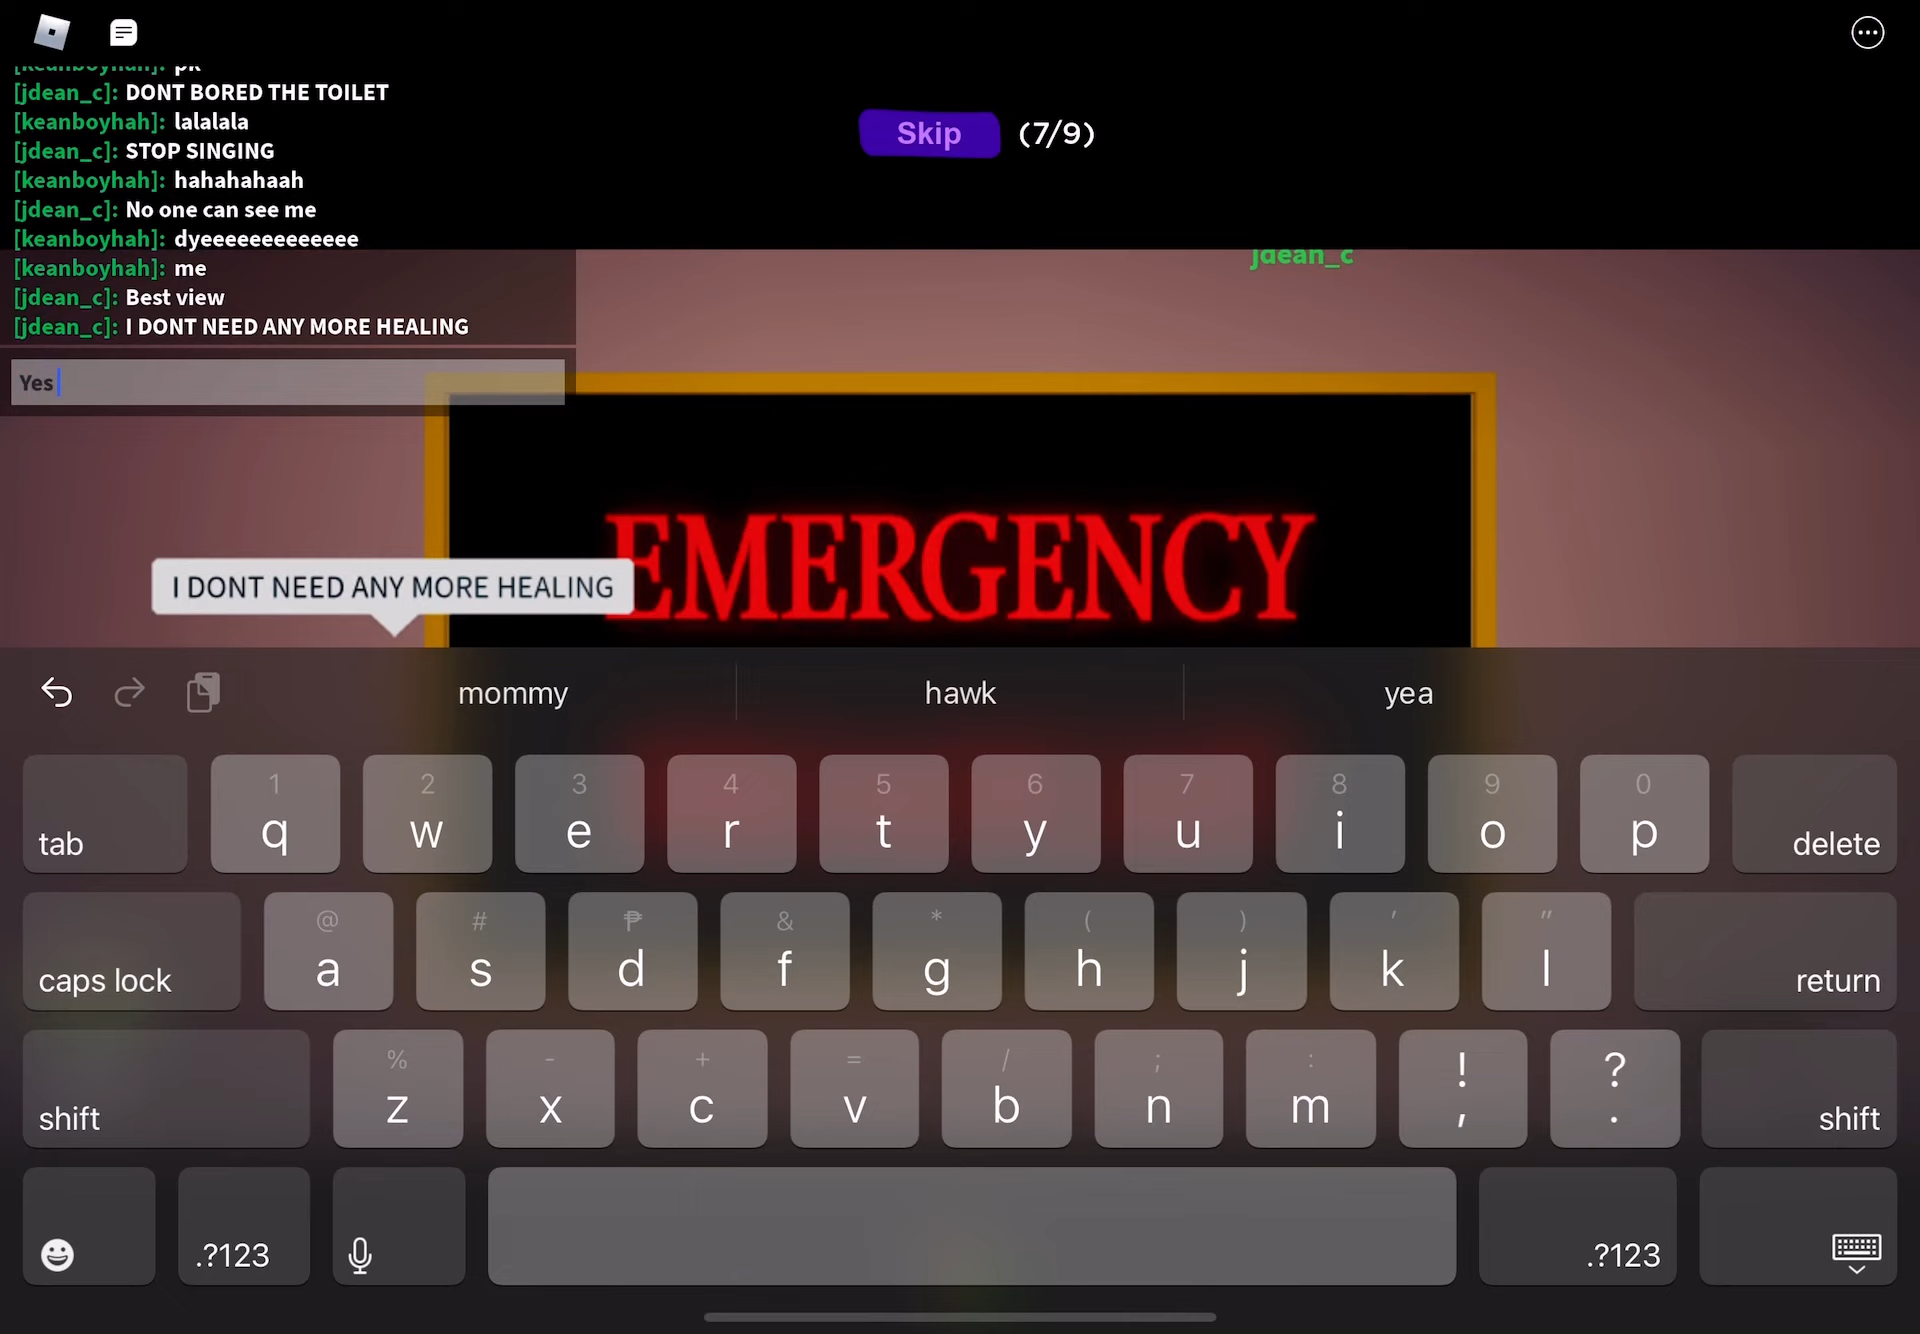 [keanboyhah]: pk
[jdean_c]: DONT BORED THE TOILET
[keanboyhah]: lalalala
[jdean_c]: STOP SINGING
[keanboyhah]: hahahahaah
[jdean_c]: No one can see me
[keanboyhah]: dyeeeeeeeeeeeee
[keanboyhah]: me
[jdean_c]: Best view
[jdean_c]: I DONT NEED ANY MORE HEALING
Yes
Skip (7/9)
jdean_c
EMERGENCY
I DONT NEED ANY MORE HEALING
mommy hawk yea
1 2 3 4 5 6 7 8 9 0
tab q w e r t y u i o p delete
@ # ₱ & * ( ) ' "
caps lock a s d f g h j k l return
% - + = / ; : ! ?
shift z x c v b n m , . shift
.?123 .?123